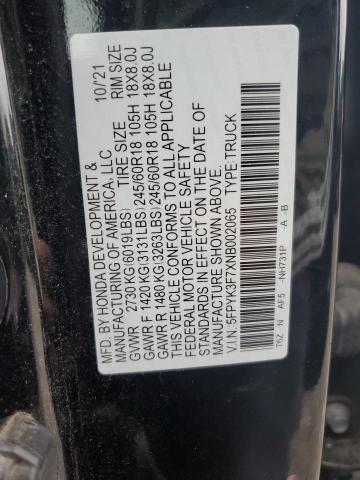 MFD. BY HONDA DEVELOPMENT &
MANUFACTURING OF AMERICA, LLC 10/21
GVWR 2730 KG(6019LBS) TIRE SIZE RIM SIZE
GAWR F 1420 KG(3131LBS) 245/60R18 105H 18X8.0J
GAWR R 1480 KG(3263LBS) 245/60R18 105H 18X8.0J
THIS VEHICLE CONFORMS TO ALL APPLICABLE
FEDERAL MOTOR VEHICLE SAFETY
STANDARDS IN EFFECT ON THE DATE OF
MANUFACTURE SHOWN ABOVE.
V.I.N.:5FPYK3F7XNB002065 TYPE:TRUCK
T6Z N AF5 -NH731P -A -B